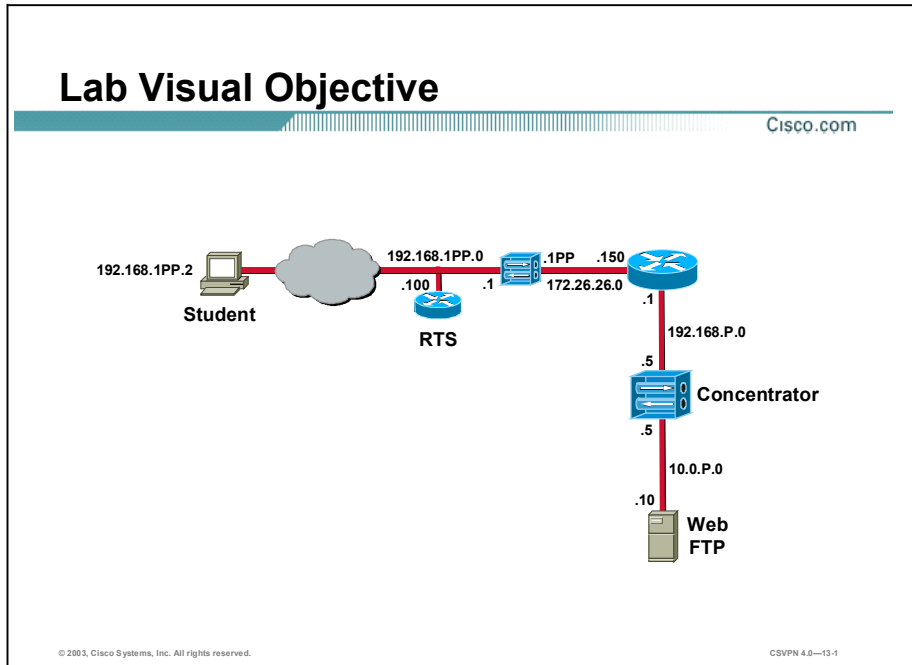 Lab Visual Objective
Cisco.com
192.168.1PP.0
.1PP
.150
192.168.1PP.2
.100
.1
172.26.26.0
Student
RTS
.1
192.168.P.0
.5
Concentrator
.5
10.0.P.0
.10
Web
FTP
© 2003, Cisco Systems, Inc. All rights reserved.
CSVPN 4.0—13-1